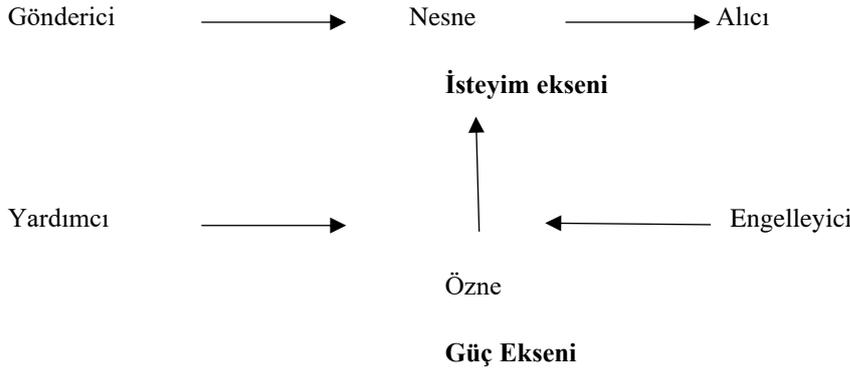 Gönderici Nesne Alıcı
İsteyim ekseni
Yardımcı Engelleyici
Özne
Güç Ekseni